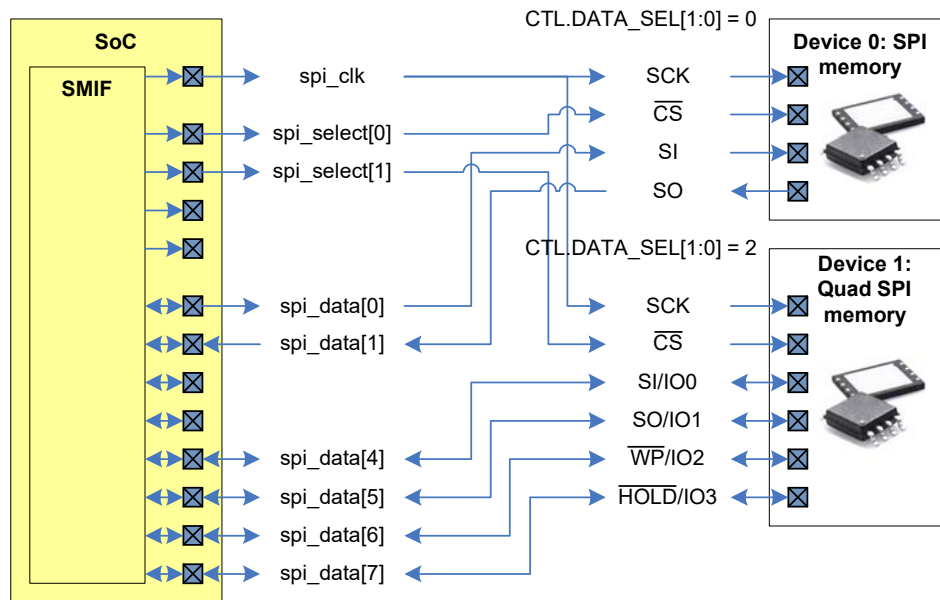 SoC
SMIF
spi_clk
spi_select[0]
spi_select[1]
spi_data[0]
spi_data[1]
spi_data[4]
spi_data[5]
spi_data[6]
spi_data[7]
CTL.DATA_SEL[1:0] = 0
SCK
CS
SI
SO
Device 0: SPI
memory
CTL.DATA_SEL[1:0] = 2
SCK
CS
SI/IO0
SO/IO1
WP/IO2
HOLD/IO3
Device 1:
Quad SPI
memory